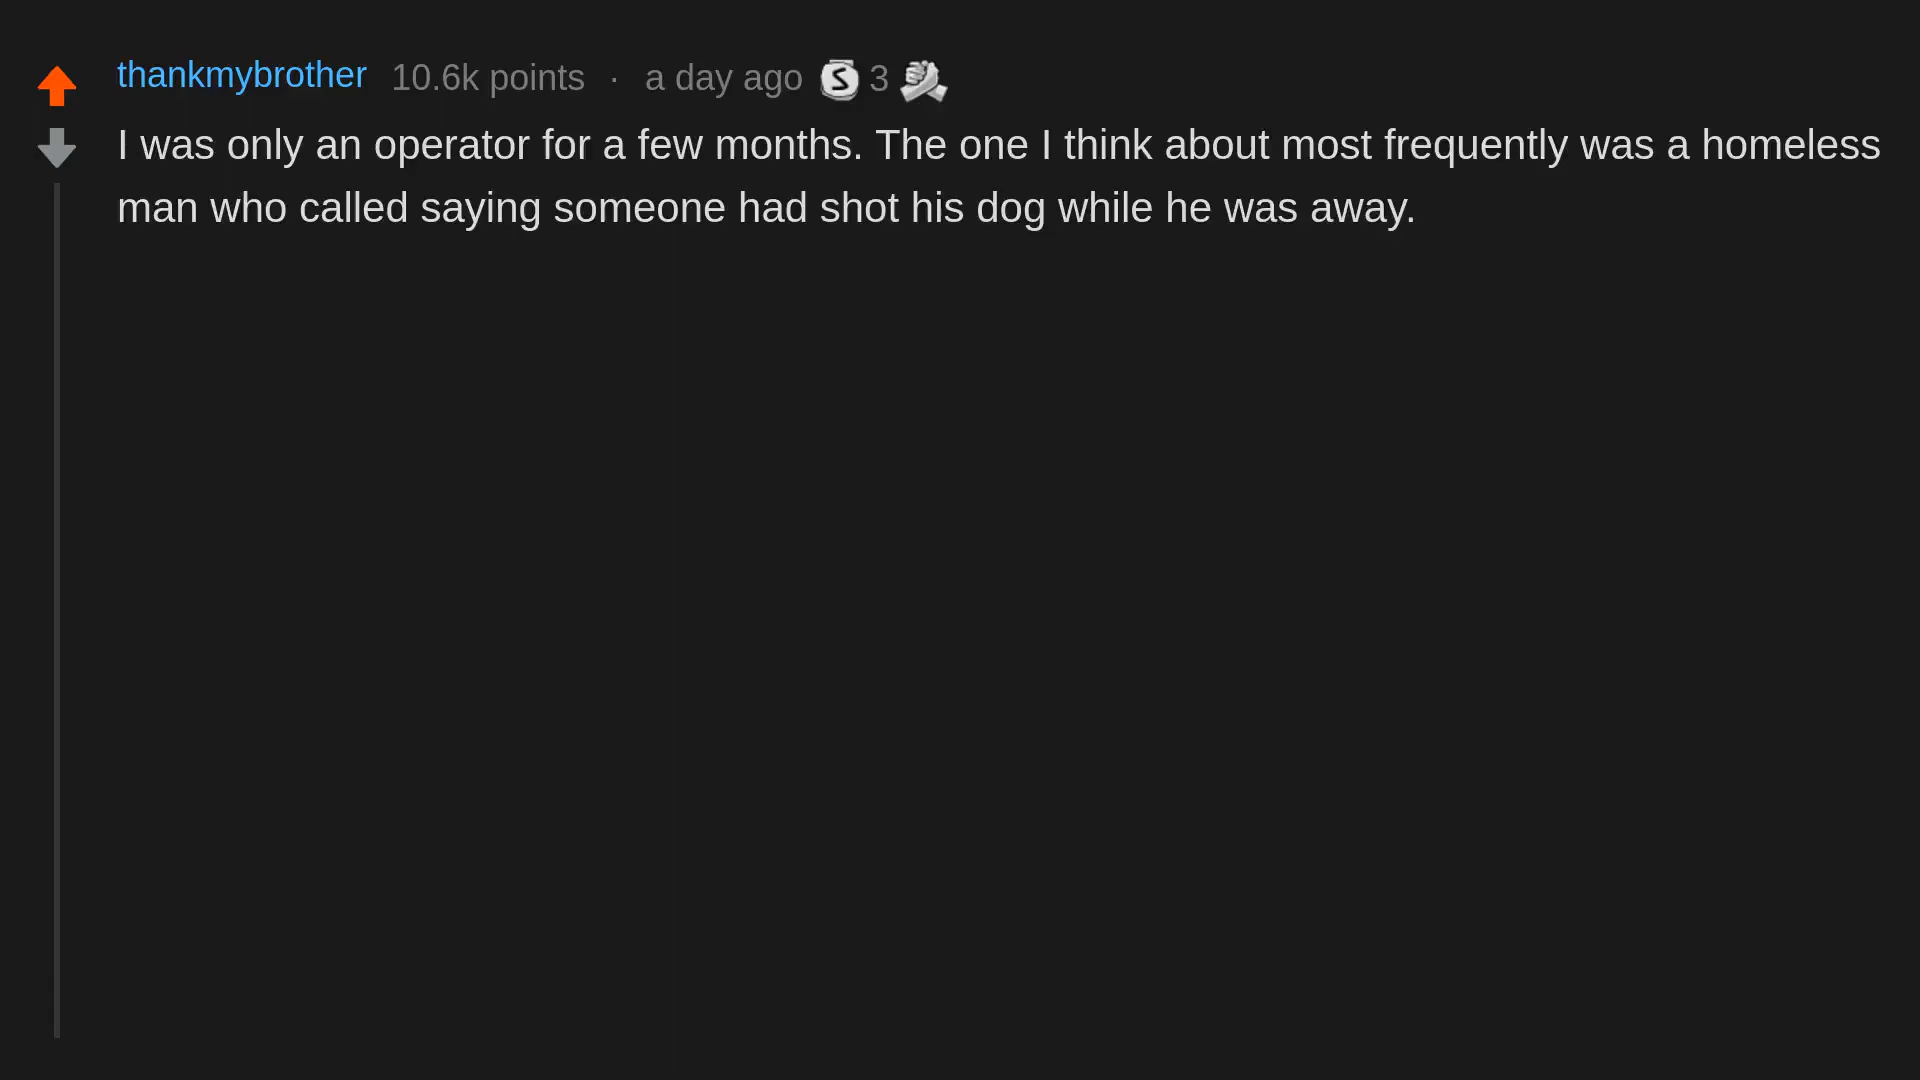 thankmybrother 10.6k points · a day ago S 3
I was only an operator for a few months. The one I think about most frequently was a homeless
man who called saying someone had shot his dog while he was away.